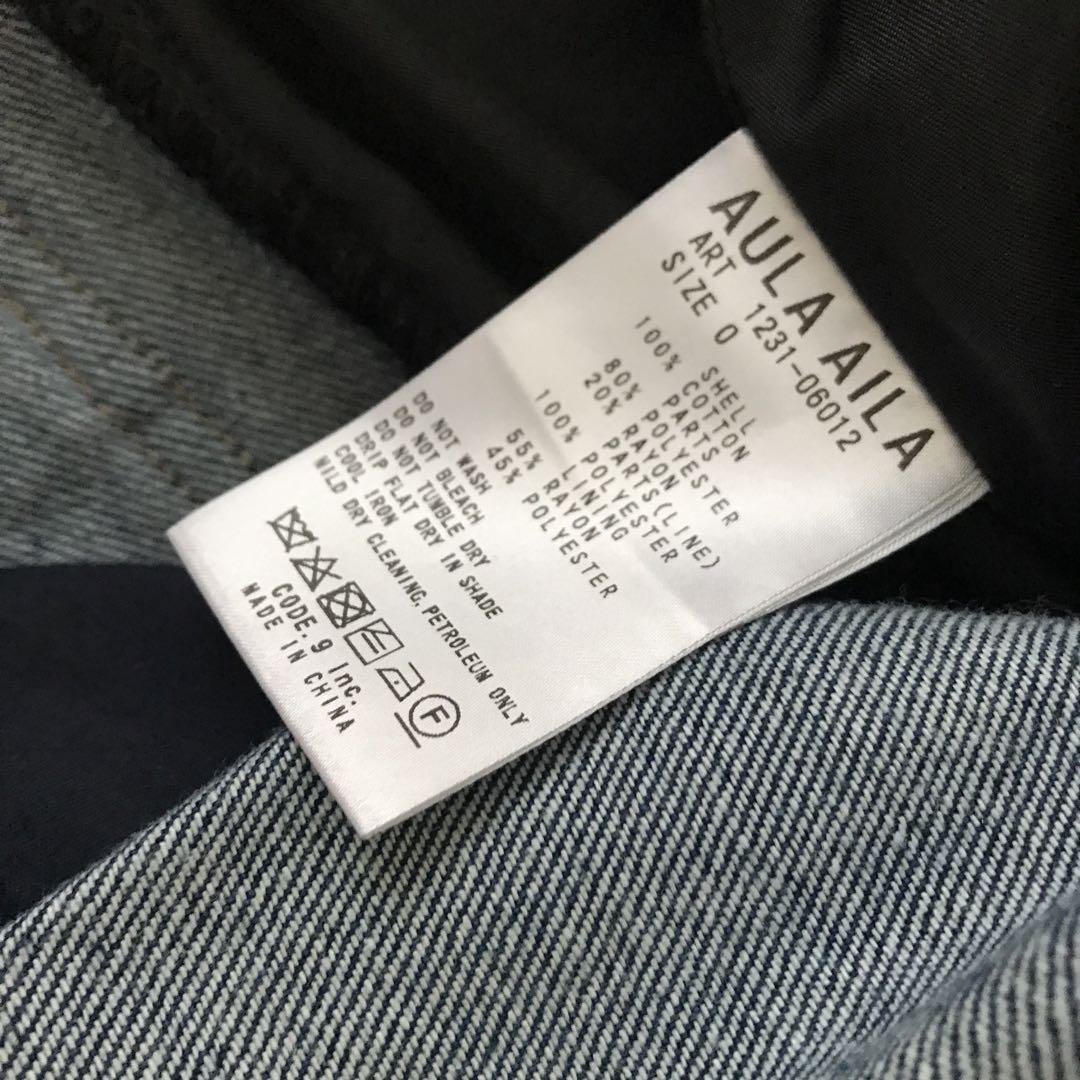 AULA AILA
ART 1231-06012
SIZE 0
SHELL
100% COTTON
PARTS
80% POLYESTER
20% RAYON
PARTS(LINE)
100% POLYESTER
LINING
55% RAYON
45% POLYESTER
DO NOT WASH
DO NOT BLEACH
DO NOT TUMBLE DRY
DRIP FLAT DRY IN SHADE
COOL IRON
MILD DRY CLEANING, PETROLEUM ONLY
F
CODE. 9 Inc.
MADE IN CHINA